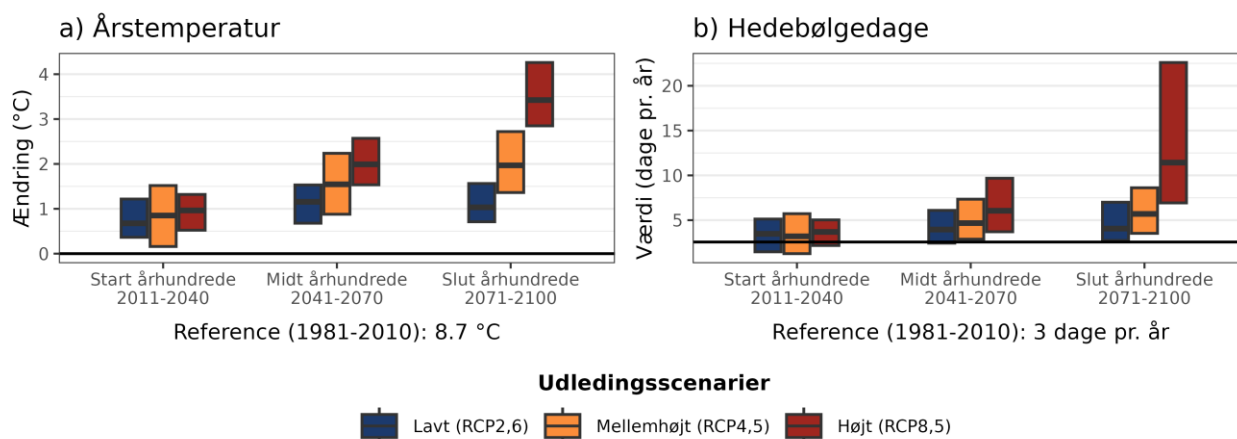 a) Årstemperatur
Ændring (°C)
4
3
2
1
0
Start århundrede
2011-2040
Midt århundrede
2041-2070
Slut århundrede
2071-2100
Reference (1981-2010): 8.7 °C
b) Hedebølgedage
Værdi (dage pr. år)
20
15
10
5
Start århundrede
2011-2040
Midt århundrede
2041-2070
Slut århundrede
2071-2100
Reference (1981-2010): 3 dage pr. år
Udledingsscenarier
Lavt (RCP2,6)
Mellemhøjt (RCP4,5)
Højt (RCP8,5)